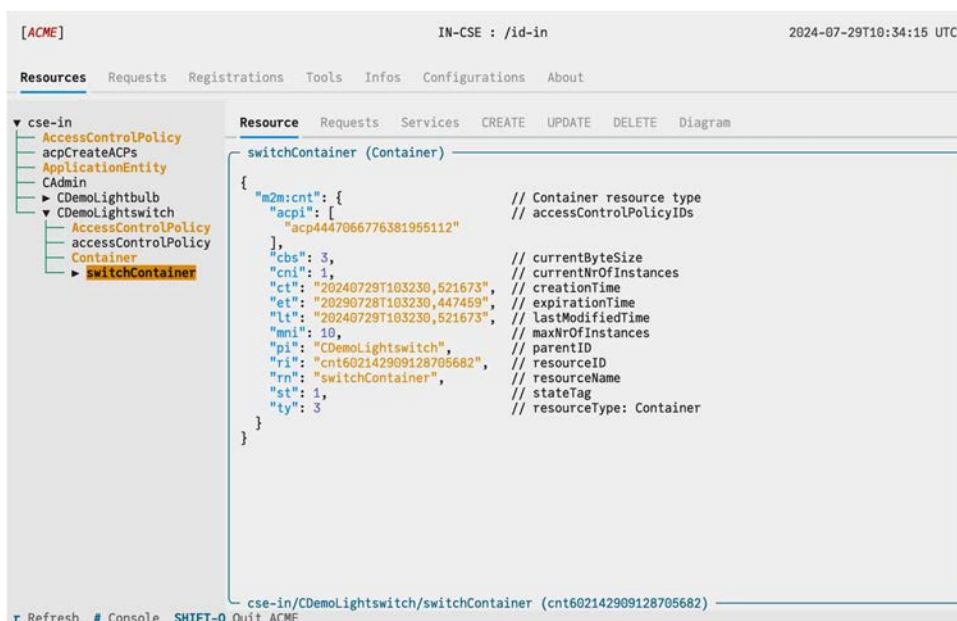 [ACME] IN-CSE : /id-in 2024-07-29T10:34:15 UTC
Resources Requests Registrations Tools Infos Configurations About
▼ cse-in
AccessControlPolicy
acpCreateACPs
ApplicationEntity
CAdmin
► CDemoLightbulb
▼ CDemoLightswitch
AccessControlPolicy
accessControlPolicy
Container
► switchContainer
Resource Requests Services CREATE UPDATE DELETE Diagram
switchContainer (Container)
{
"m2m:cnt": { // Container resource type
"acpi": [ // accessControlPolicyIDs
"acp4447066776381955112"
],
"cbs": 3, // currentByteSize
"cni": 1, // currentNrOfInstances
"ct": "20240729T103230,521673", // creationTime
"et": "20290728T103230,447459", // expirationTime
"lt": "20240729T103230,521673", // lastModifiedTime
"mni": 10, // maxNrOfInstances
"pi": "CDemoLightswitch", // parentID
"ri": "cnt602142909128705682", // resourceID
"rn": "switchContainer", // resourceName
"st": 1, // stateTag
"ty": 3 // resourceType: Container
}
}
cse-in/CDemoLightswitch/switchContainer (cnt602142909128705682)
r Refresh # Console SHIFT-Q Quit ACME